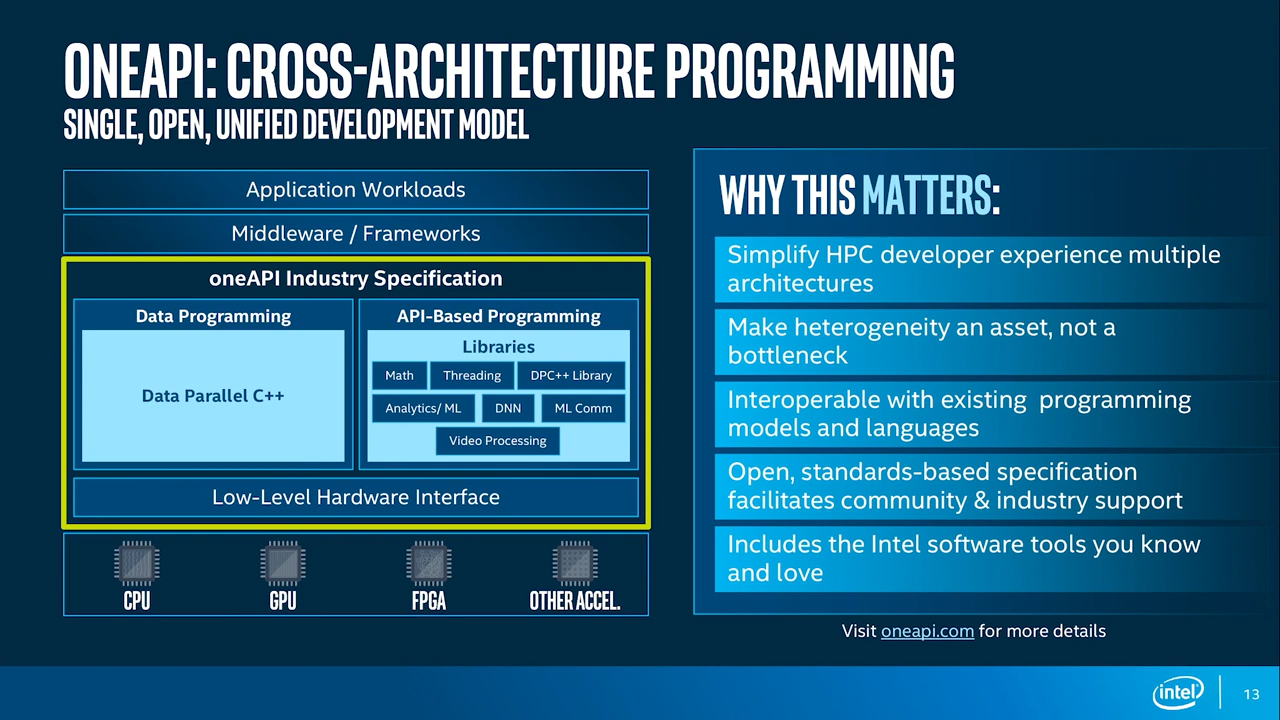 ONEAPI: CROSS-ARCHITECTURE PROGRAMMING
SINGLE, OPEN, UNIFIED DEVELOPMENT MODEL
Application Workloads
Middleware / Frameworks
oneAPI Industry Specification
Data Programming
Data Parallel C++
API-Based Programming
Libraries
Math
Threading
DPC++ Library
Analytics/ ML
DNN
ML Comm
Video Processing
Low-Level Hardware Interface
CPU
GPU
FPGA
OTHER ACCEL.
WHY THIS MATTERS:
Simplify HPC developer experience multiple
architectures
Make heterogeneity an asset, not a
bottleneck
Interoperable with existing  programming
models and languages
Open, standards-based specification
facilitates community & industry support
Includes the Intel software tools you know
and love
Visit oneapi.com for more details
intel
13